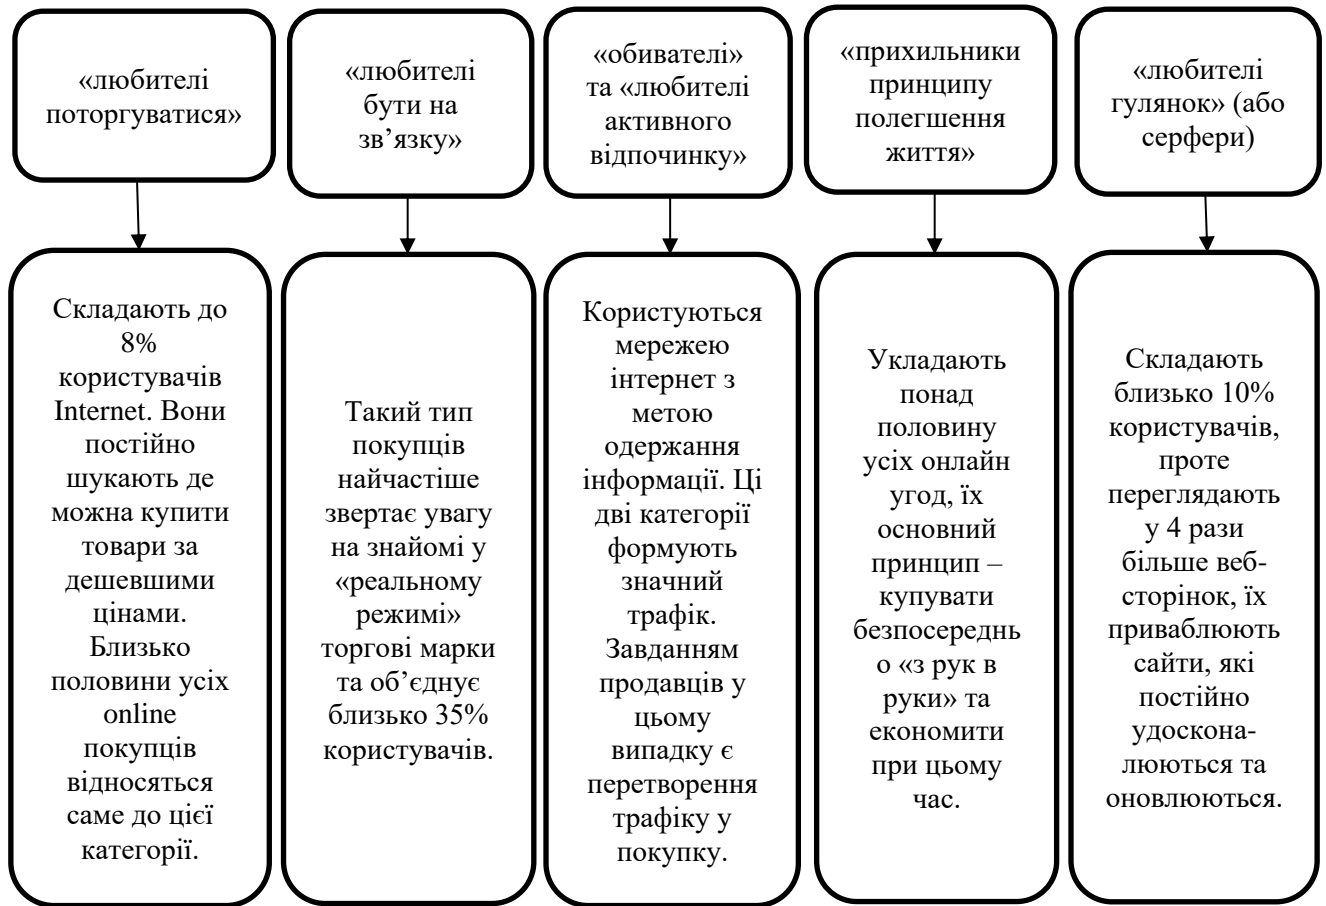 «любителі
поторгуватися»
«любителі
бути на
зв’язку»
«обивателі»
та «любителі
активного
відпочинку»
«прихильники
принципу
полегшення
життя»
«любителі
гулянок» (або
серфери)
Складають до
8%
користувачів
Internet. Вони
постійно
шукають де
можна купити
товари за
дешевшими
цінами.
Близько
половини усіх
online
покупців
відносяться
саме до цієї
категорії.
Такий тип
покупців
найчастіше
звертає увагу
на знайомі у
«реальному
режимі»
торгові марки
та об’єднує
близько 35%
користувачів.
Користуються
мережею
інтернет з
метою
одержання
інформації. Ці
дві категорії
формують
значний
трафік.
Завданням
продавців у
цьому
випадку є
перетворення
трафіку у
покупку.
Укладають
понад
половину
усіх онлайн
угод, їх
основний
принцип –
купувати
безпосереднь
о «з рук в
руки» та
економити
при цьому
час.
Складають
близько 10%
користувачів,
проте
переглядають
у 4 рази
більше веб-
сторінок, їх
приваблюють
сайти, які
постійно
удоскона-
люються та
оновлюються.